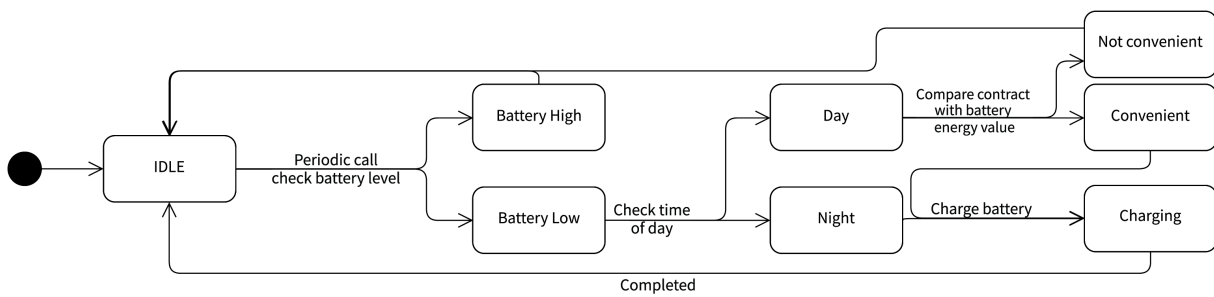 Not convenient
Compare contract
with battery
energy value
Battery High
Day
Convenient
IDLE
Periodic call
check battery level
Battery Low
Check time
of day
Night
Charge battery
Charging
Completed